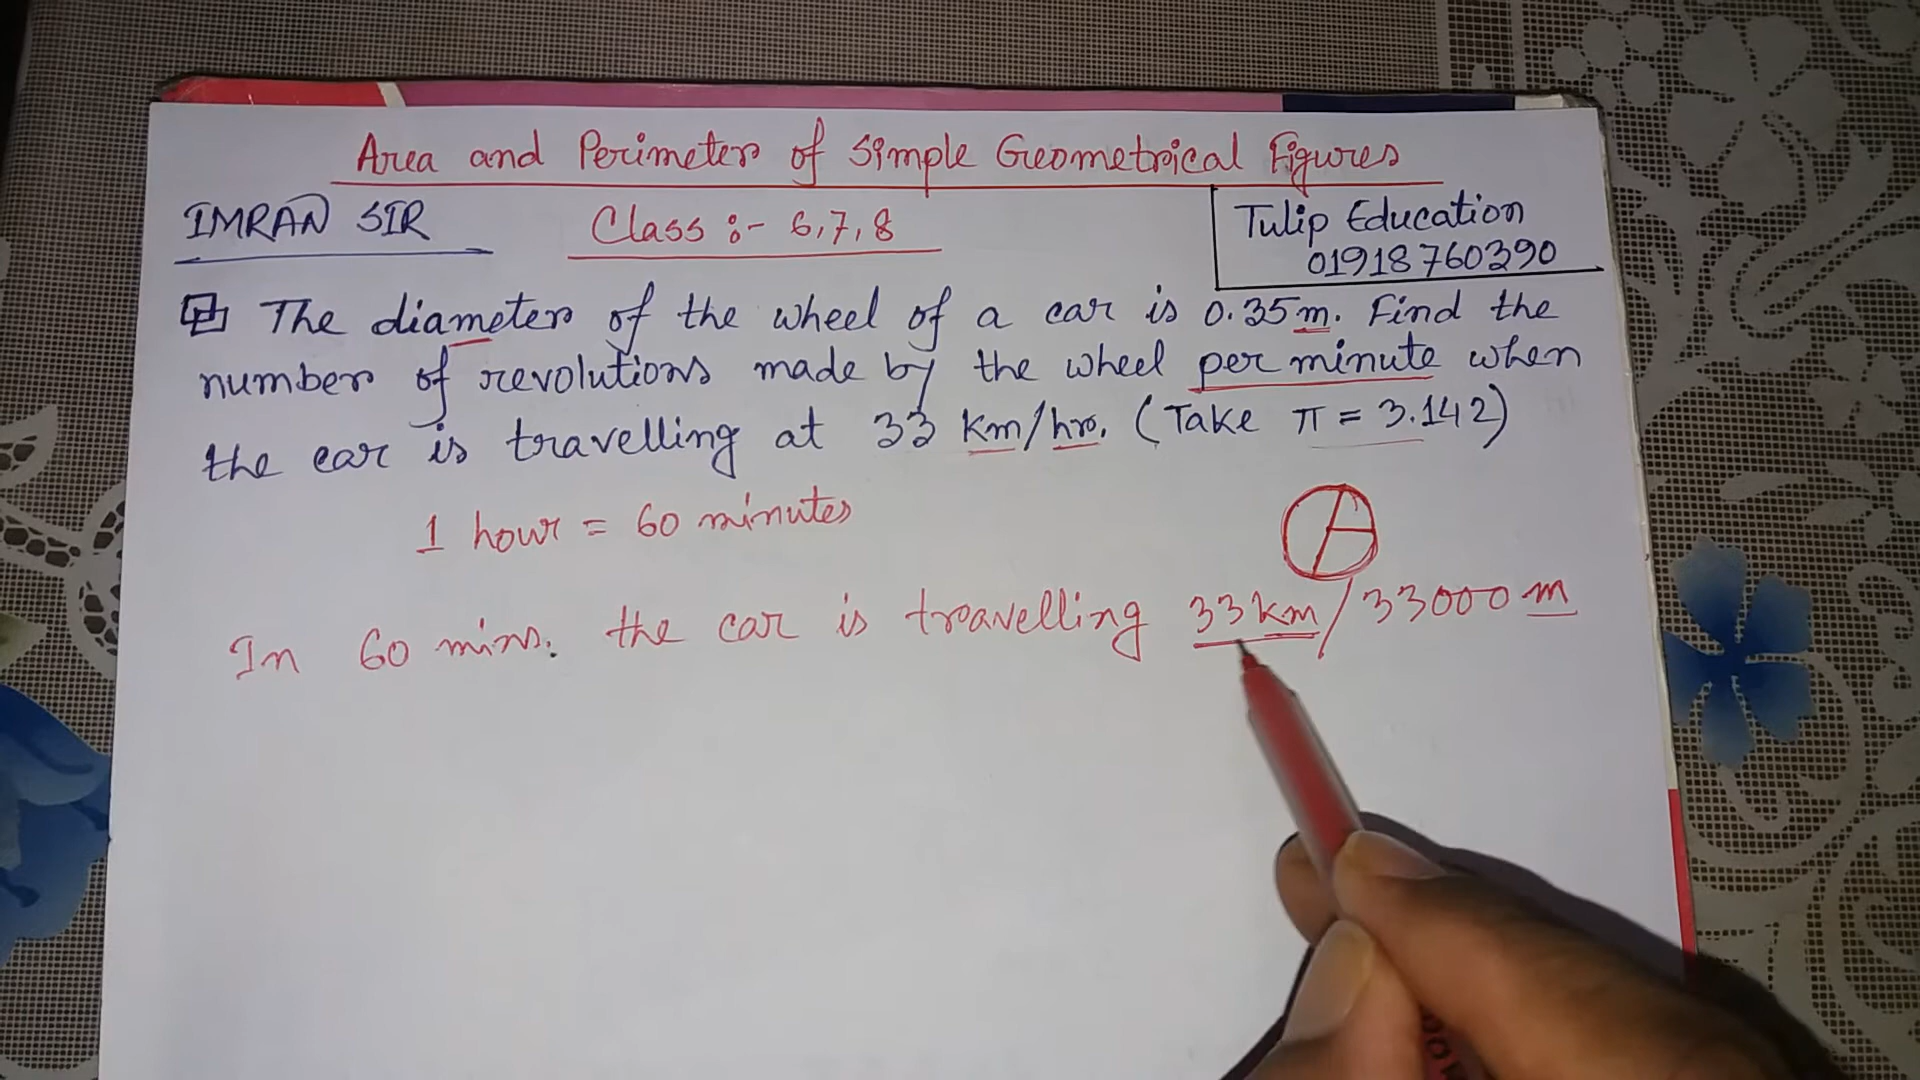 Area and Perimeter of Simple Geometrical Figures
IMRAN SIR
Class :- 6,7,8
Tulip Education
01918760390
The diameter of the wheel of a car is 0.35m. Find the
number of revolutions made by the wheel per minute when
the car is travelling at 33 km/hr. (Take π = 3.142)
1 hour = 60 minutes
In 60 mins. the car is travelling 33km/33000 m